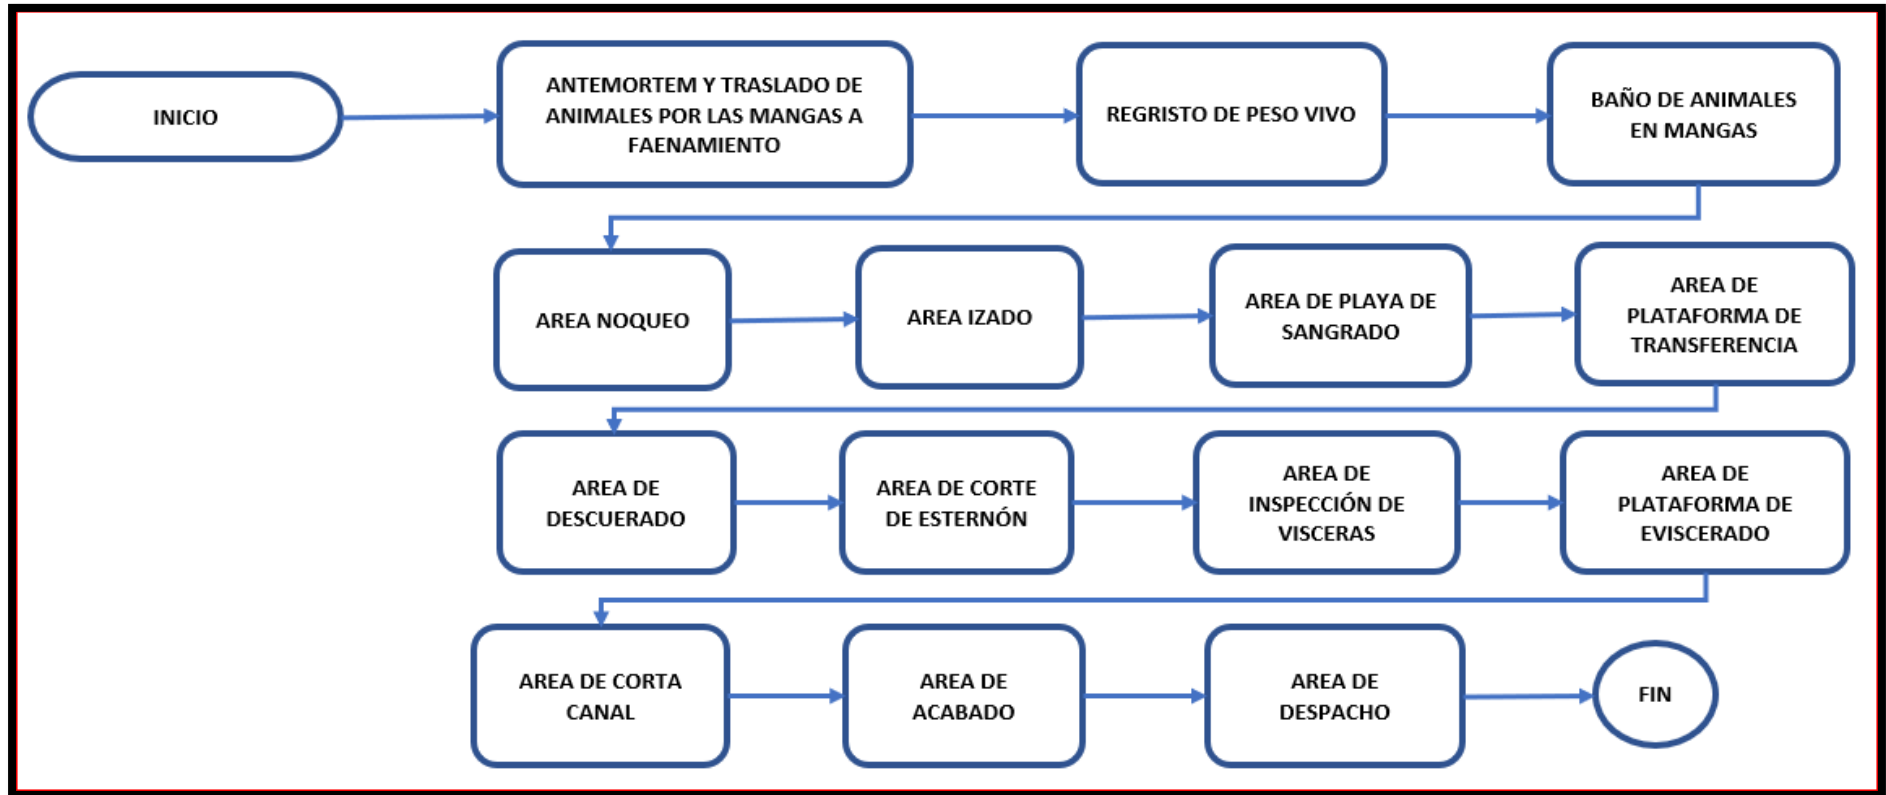 INICIO
ANTEMORTEM Y TRASLADO DE
ANIMALES POR LAS MANGAS A
FAENAMIENTO
REGRISTO DE PESO VIVO
BAÑO DE ANIMALES
EN MANGAS
AREA NOQUEO
AREA IZADO
AREA DE PLAYA DE
SANGRADO
AREA DE
PLATAFORMA DE
TRANSFERENCIA
AREA DE
DESCUERADO
AREA DE CORTE
DE ESTERNÓN
AREA DE
INSPECCIÓN DE
VISCERAS
AREA DE
PLATAFORMA DE
EVISCERADO
AREA DE CORTA
CANAL
AREA DE
ACABADO
AREA DE
DESPACHO
FIN